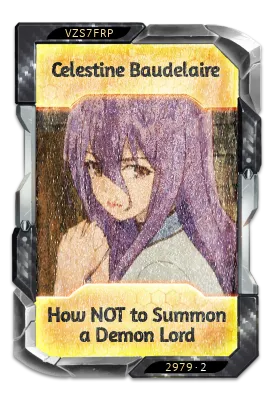 VZS7FRP
Celestine Baudelaire
How NOT to Summon
a Demon Lord
2979·2